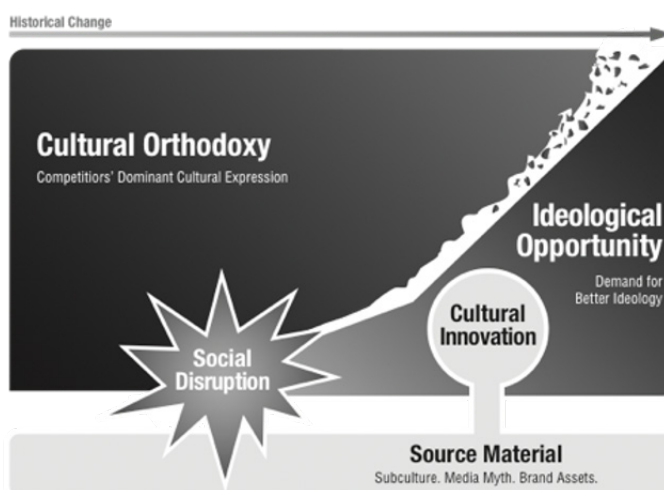 Historical Change
Cultural Orthodoxy
Competitiors' Dominant Cultural Expression
Ideological
Opportunity
Demand for
Better Ideology
Cultural
Innovation
Social
Disruption
Source Material
Subculture. Media Myth. Brand Assets.